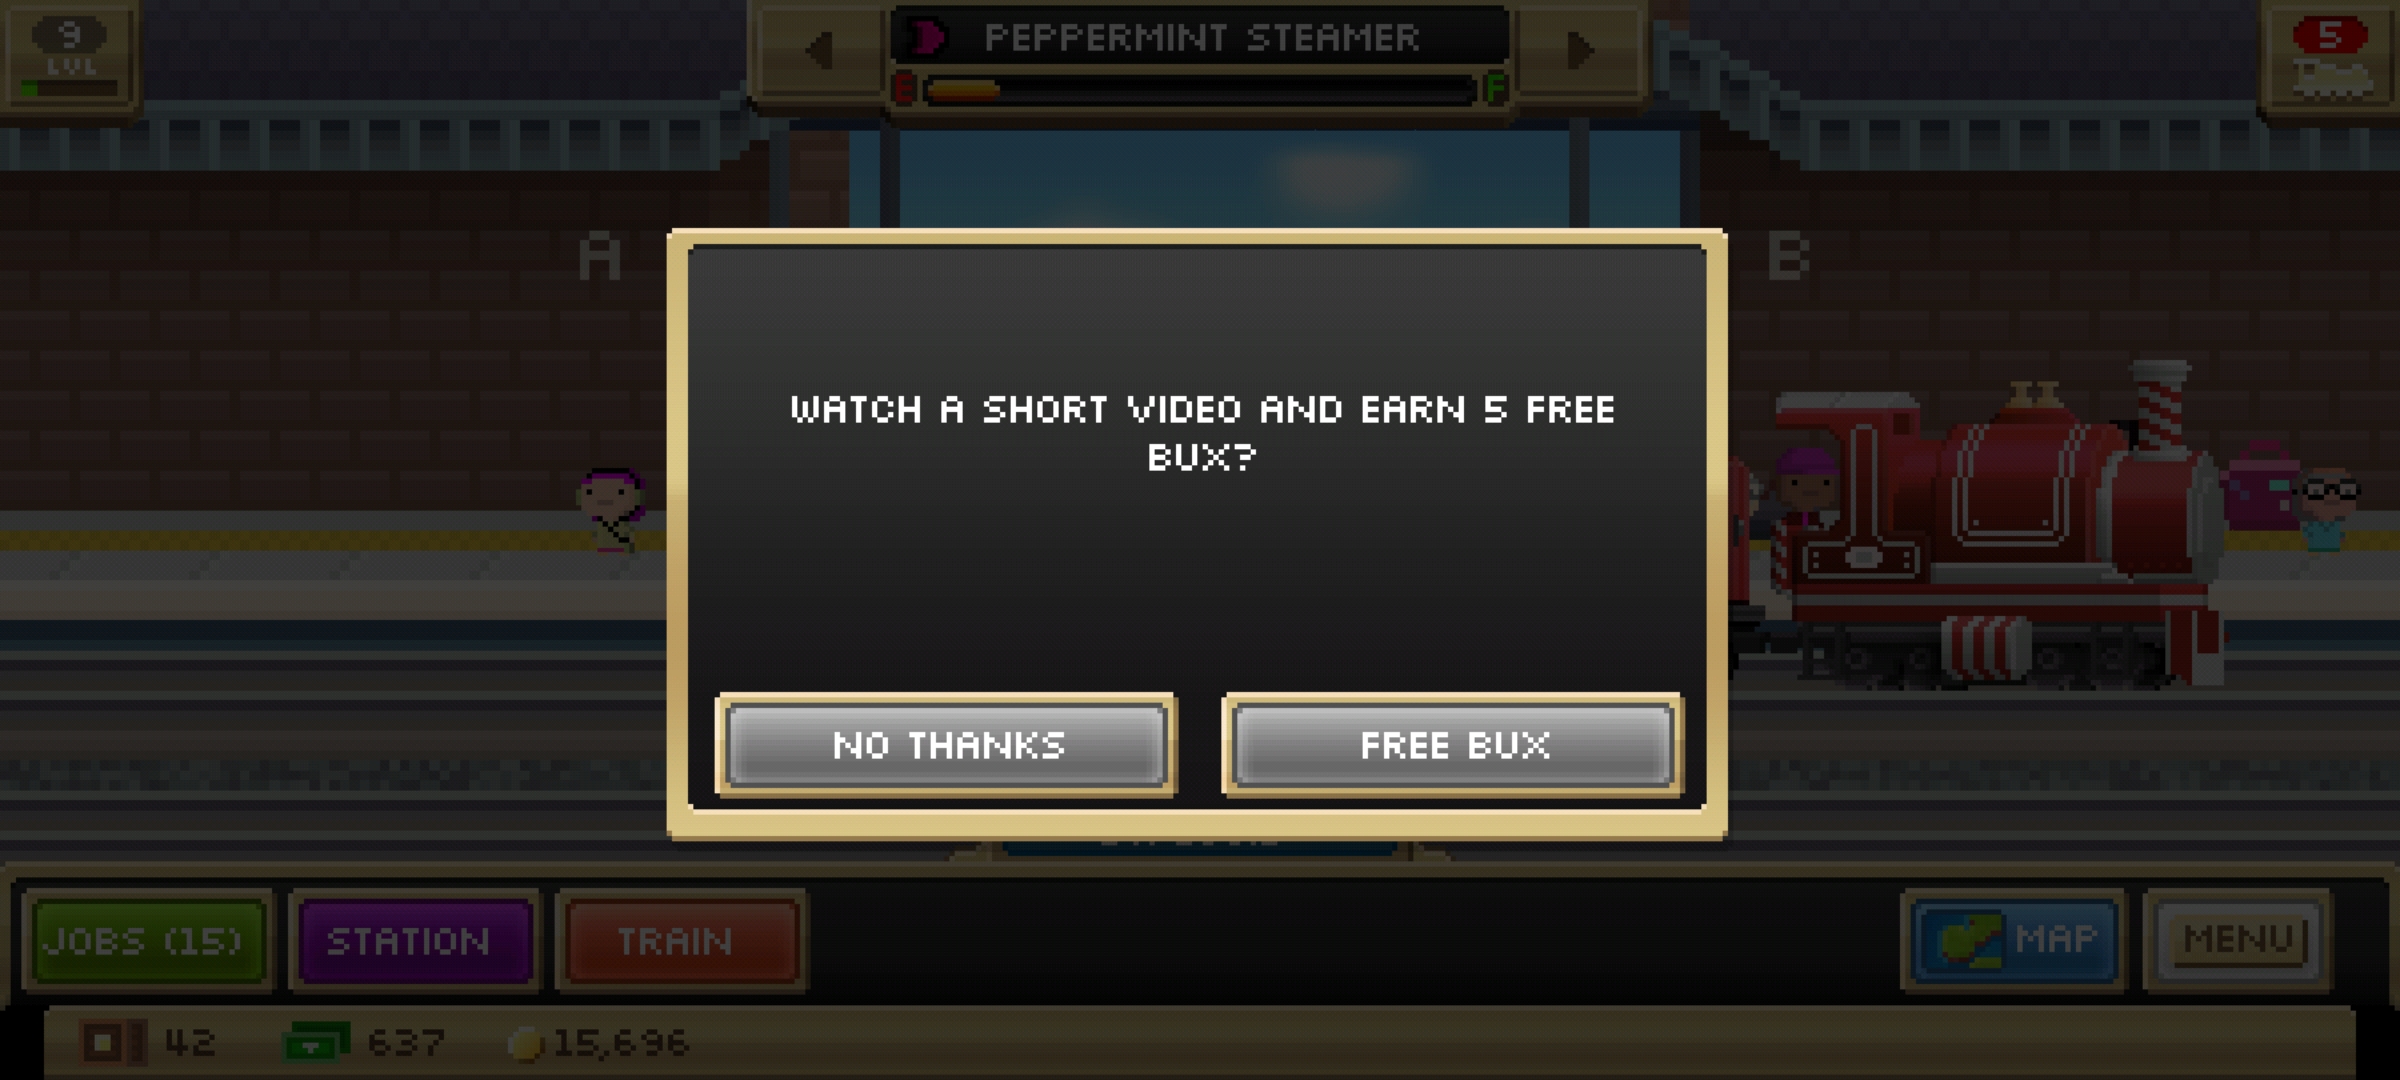 9
LVL
PEPPERMINT STEAMER
E
F
5
A
B
WATCH A SHORT VIDEO AND EARN 5 FREE
BUX?
NO THANKS
FREE BUX
JOBS (15)
STATION
TRAIN
MAP
MENU
42
637
15,696